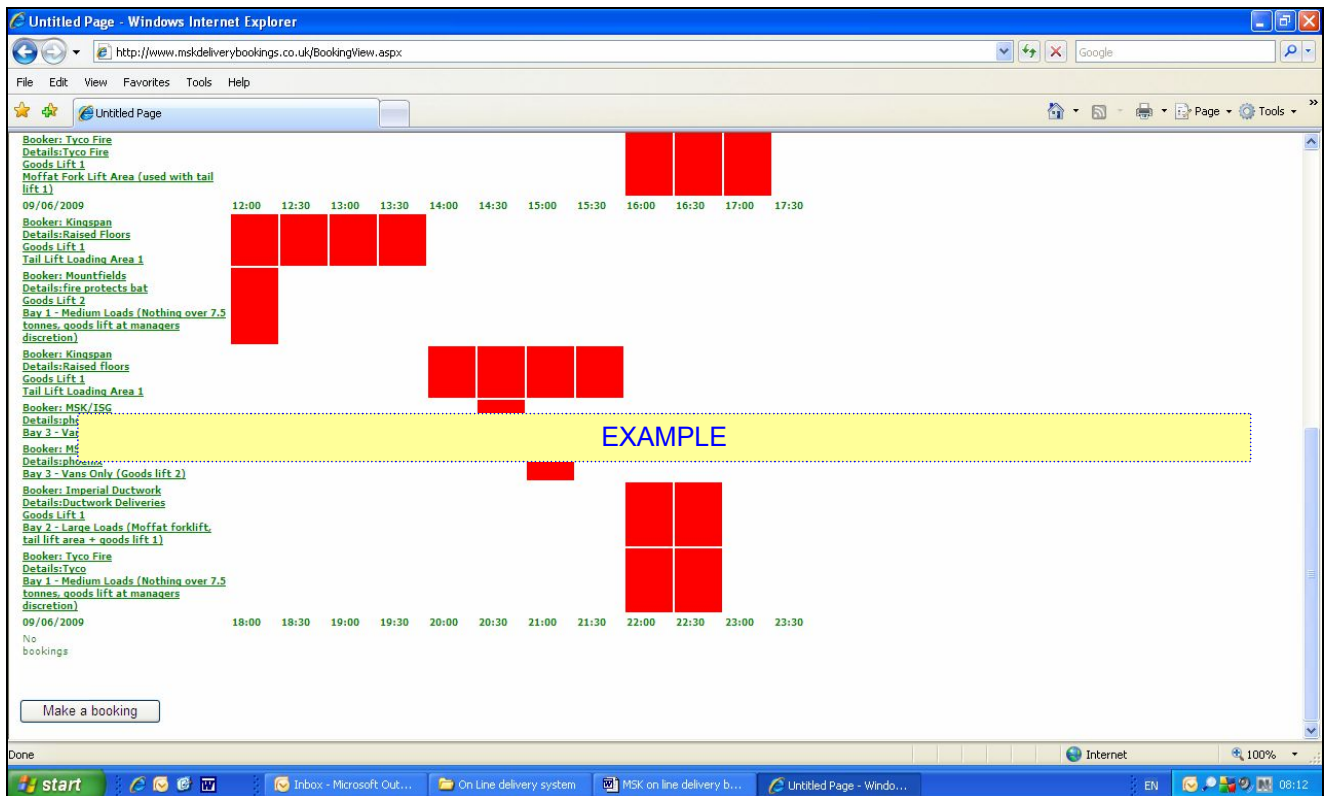 Untitled Page - Windows Internet Explorer
http://www.mskdeliverybookings.co.uk/BookingView.aspx
Google
File Edit View Favorites Tools Help
Untitled Page
Page
Tools
Booker: Tyco Fire
Details:Tyco Fire
Goods Lift 1
Moffat Fork Lift Area (used with tail
lift 1)
09/06/2009 12:00 12:30 13:00 13:30 14:00 14:30 15:00 15:30 16:00 16:30 17:00 17:30
Booker: Kingspan
Details:Raised Floors
Goods Lift 1
Tail Lift Loading Area 1
Booker: Mountfields
Details:fire protects bat
Goods Lift 2
Bay 1 - Medium Loads (Nothing over 7.5
tonnes, goods lift at managers
discretion)
Booker: Kingspan
Details:Raised floors
Goods Lift 1
Tail Lift Loading Area 1
Booker: MSK/ISG
Bay 3 -
EXAMPLE
Booker:
Details:phoenix
Bay 3 - Vans Only (Goods lift 2)
Booker: Imperial Ductwork
Details:Ductwork Deliveries
Goods Lift 1
Bay 2 - Large Loads (Moffat forklift,
tail lift area + goods lift 1)
Booker: Tyco Fire
Details:Tyco
Bay 1 - Medium Loads (Nothing over 7.5
tonnes, goods lift at managers
discretion)
09/06/2009 18:00 18:30 19:00 19:30 20:00 20:30 21:00 21:30 22:00 22:30 23:00 23:30
No
bookings
Make a booking
Done
Internet
100%
start
Inbox - Microsoft Out...
On Line delivery system
MSK on line delivery b...
Untitled Page - Windo...
EN
08:12